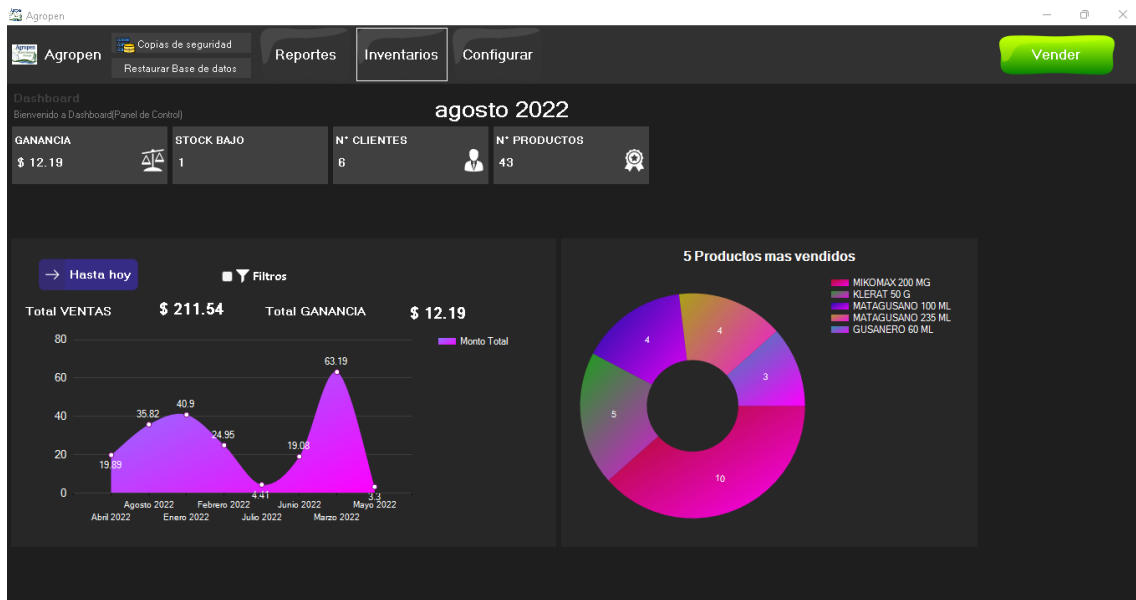 Agropen
Agropen
Copias de seguridad
Restaurar Base de datos
Reportes
Inventarios
Configurar
Vender
Dashboard
Bienvenido a Dashboard(Panel de Control)
agosto 2022
GANANCIA
$ 12.19
STOCK BAJO
1
N° CLIENTES
6
N° PRODUCTOS
43
→ Hasta hoy
Filtros
Total VENTAS
$ 211.54
Total GANANCIA
$ 12.19
Monto Total
80
60
40
20
0
19.89
35.82
40.9
24.95
4.41
19.08
63.19
3.3
Abril 2022
Agosto 2022
Enero 2022
Febrero 2022
Julio 2022
Junio 2022
Marzo 2022
Mayo 2022
5 Productos mas vendidos
MIKOMAX 200 MG
KLERAT 50 G
MATAGUSANO 100 ML
MATAGUSANO 235 ML
GUSANERO 60 ML
4
4
3
5
10